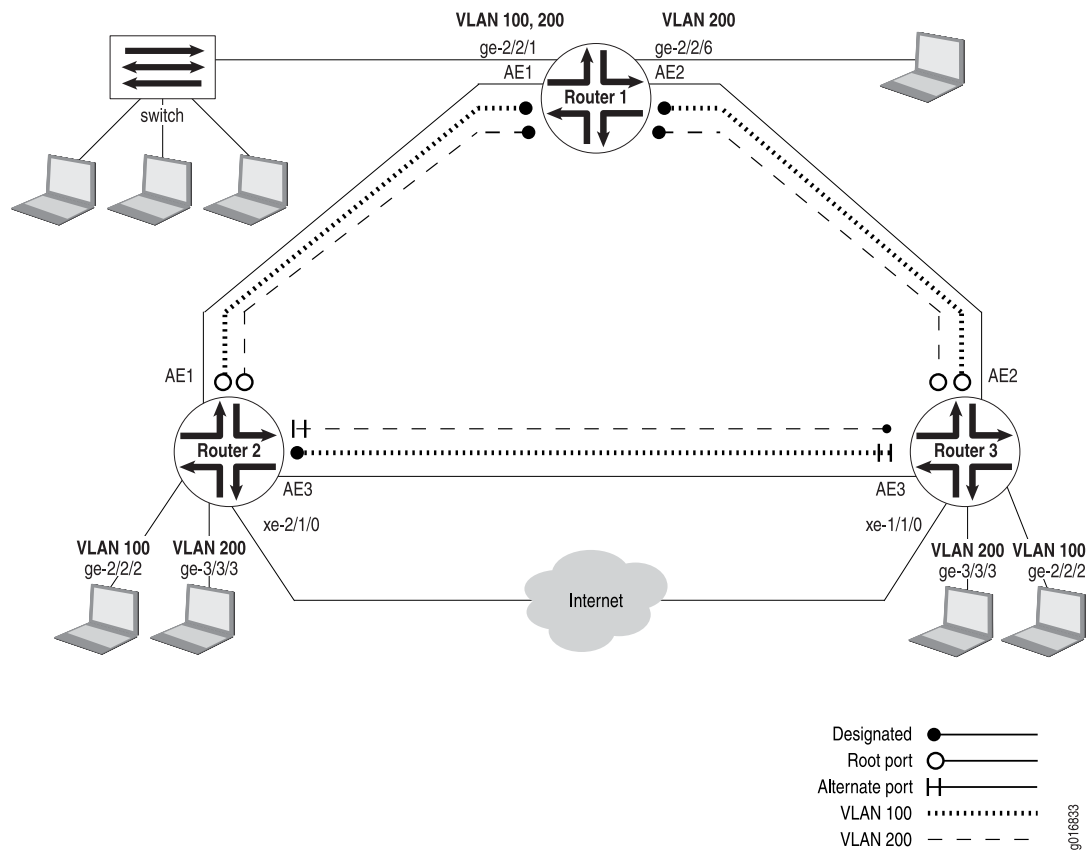 VLAN 100, 200
VLAN 200
ge-2/2/1
ge-2/2/6
AE1
AE2
Router 1
switch
AE1
AE2
Router 2
Router 3
AE3
AE3
xe-2/1/0
xe-1/1/0
VLAN 100
VLAN 200
ge-2/2/2
ge-3/3/3
Internet
VLAN 200
VLAN 100
ge-3/3/3
ge-2/2/2
Designated
Root port
Alternate port
VLAN 100
VLAN 200
g016833